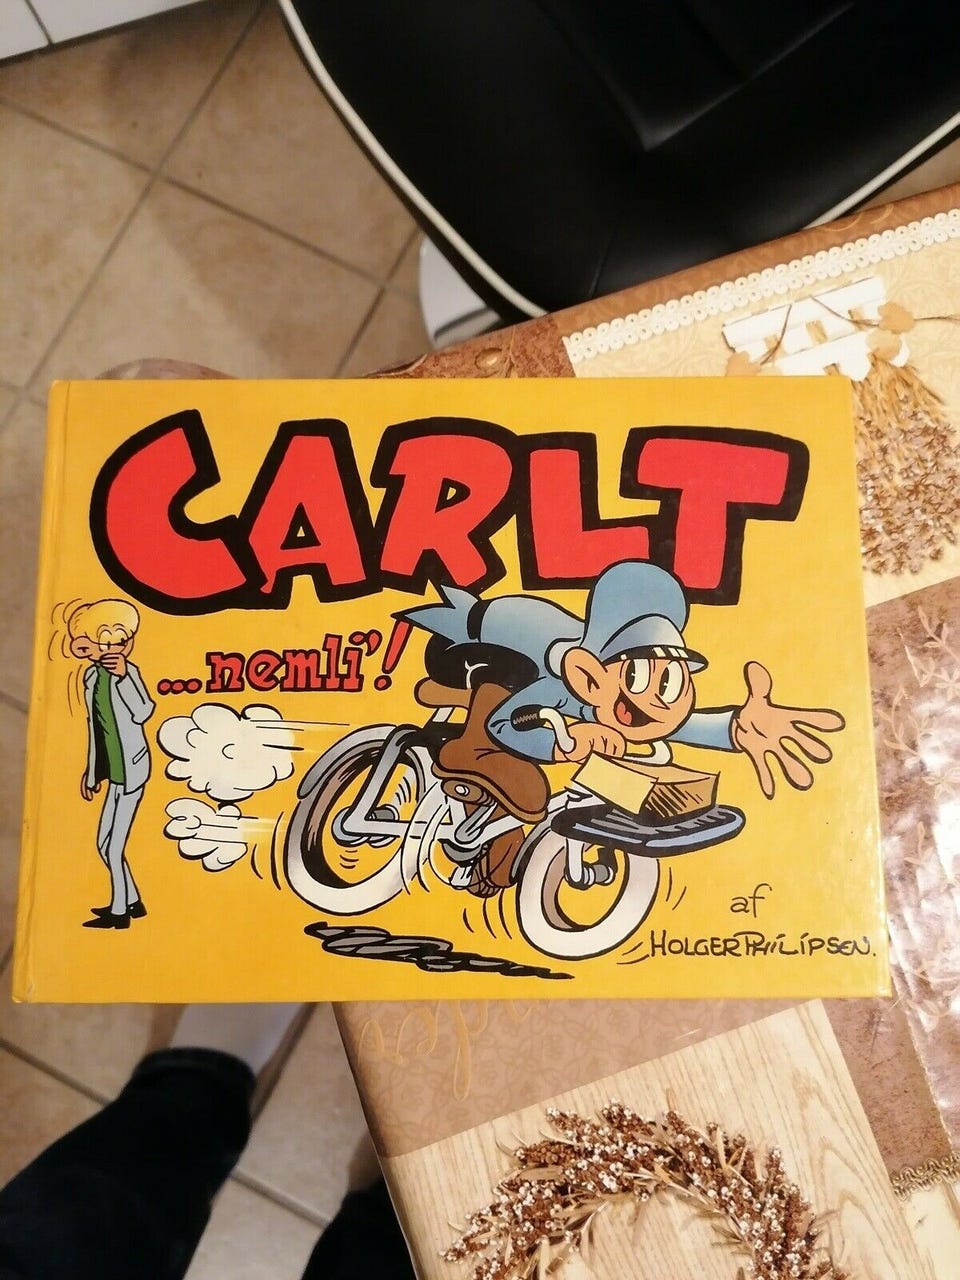 CARLT
...nemli'!
af
HOLGER PHILIPSEN.